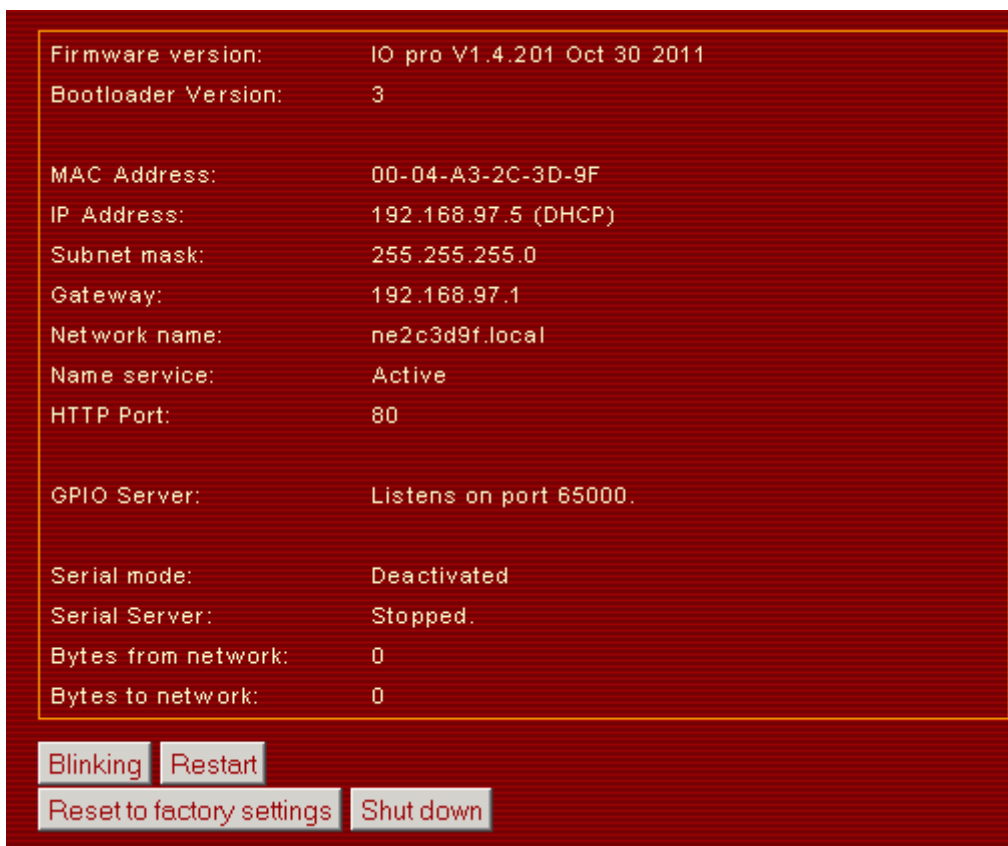 Firmware version: IO pro V1.4.201 Oct 30 2011
Bootloader Version: 3
MAC Address: 00-04-A3-2C-3D-9F
IP Address: 192.168.97.5 (DHCP)
Subnet mask: 255.255.255.0
Gateway: 192.168.97.1
Network name: ne2c3d9f.local
Name service: Active
HTTP Port: 80
GPIO Server: Listens on port 65000.
Serial mode: Deactivated
Serial Server: Stopped.
Bytes from network: 0
Bytes to network: 0
Blinking Restart
Reset to factory settings Shut down